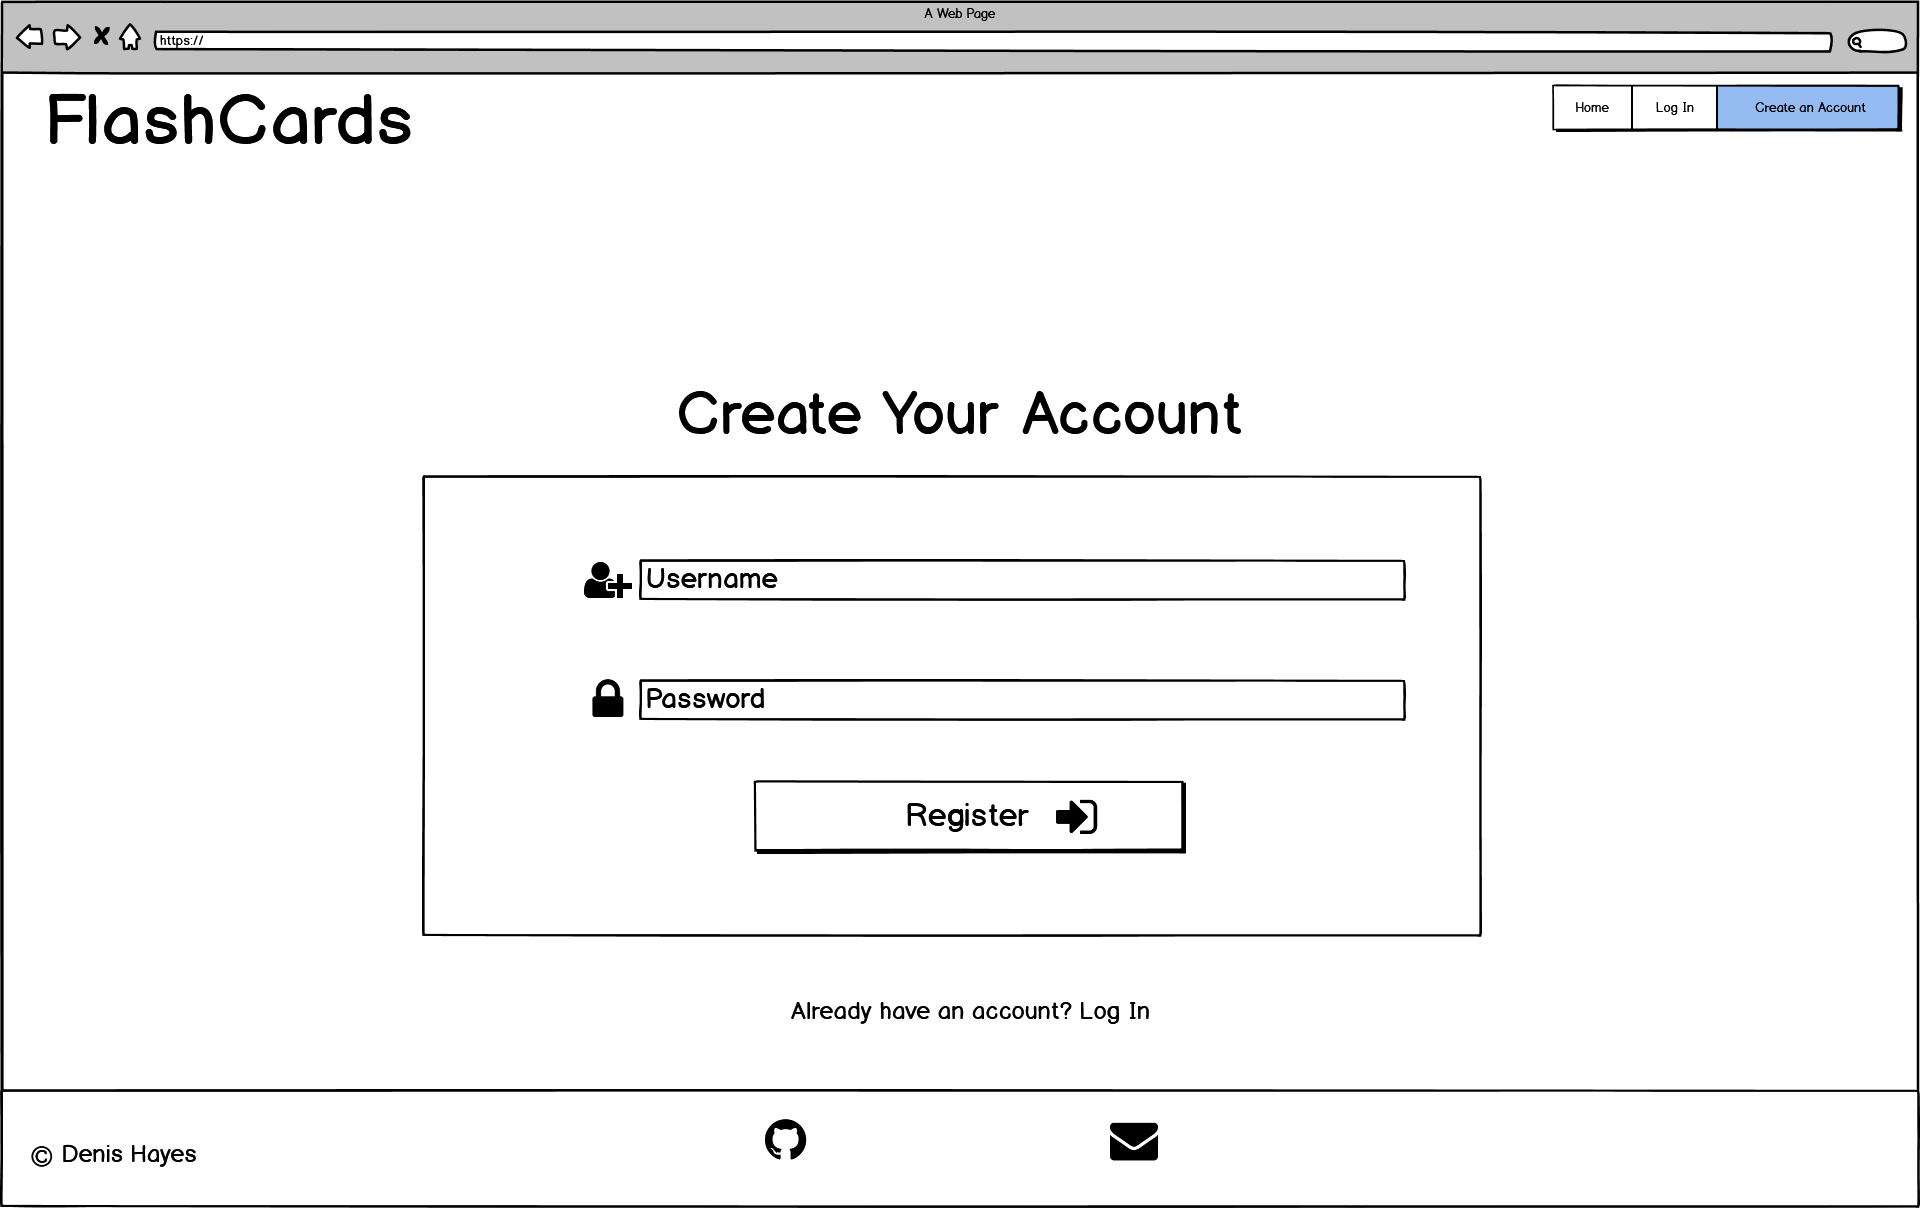 A Web Page
https://
FlashCards
Home
Log In
Create an Account
Create Your Account
Username
Password
Register
Already have an account? Log In
© Denis Hayes